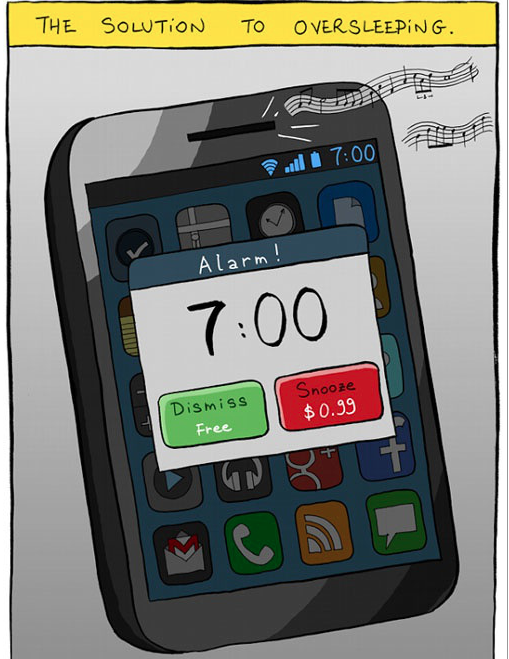 THE SOLUTION TO OVERSLEEPING.
7:00
Alarm!
7:00
Dismiss
Free
Snooze
$0.99